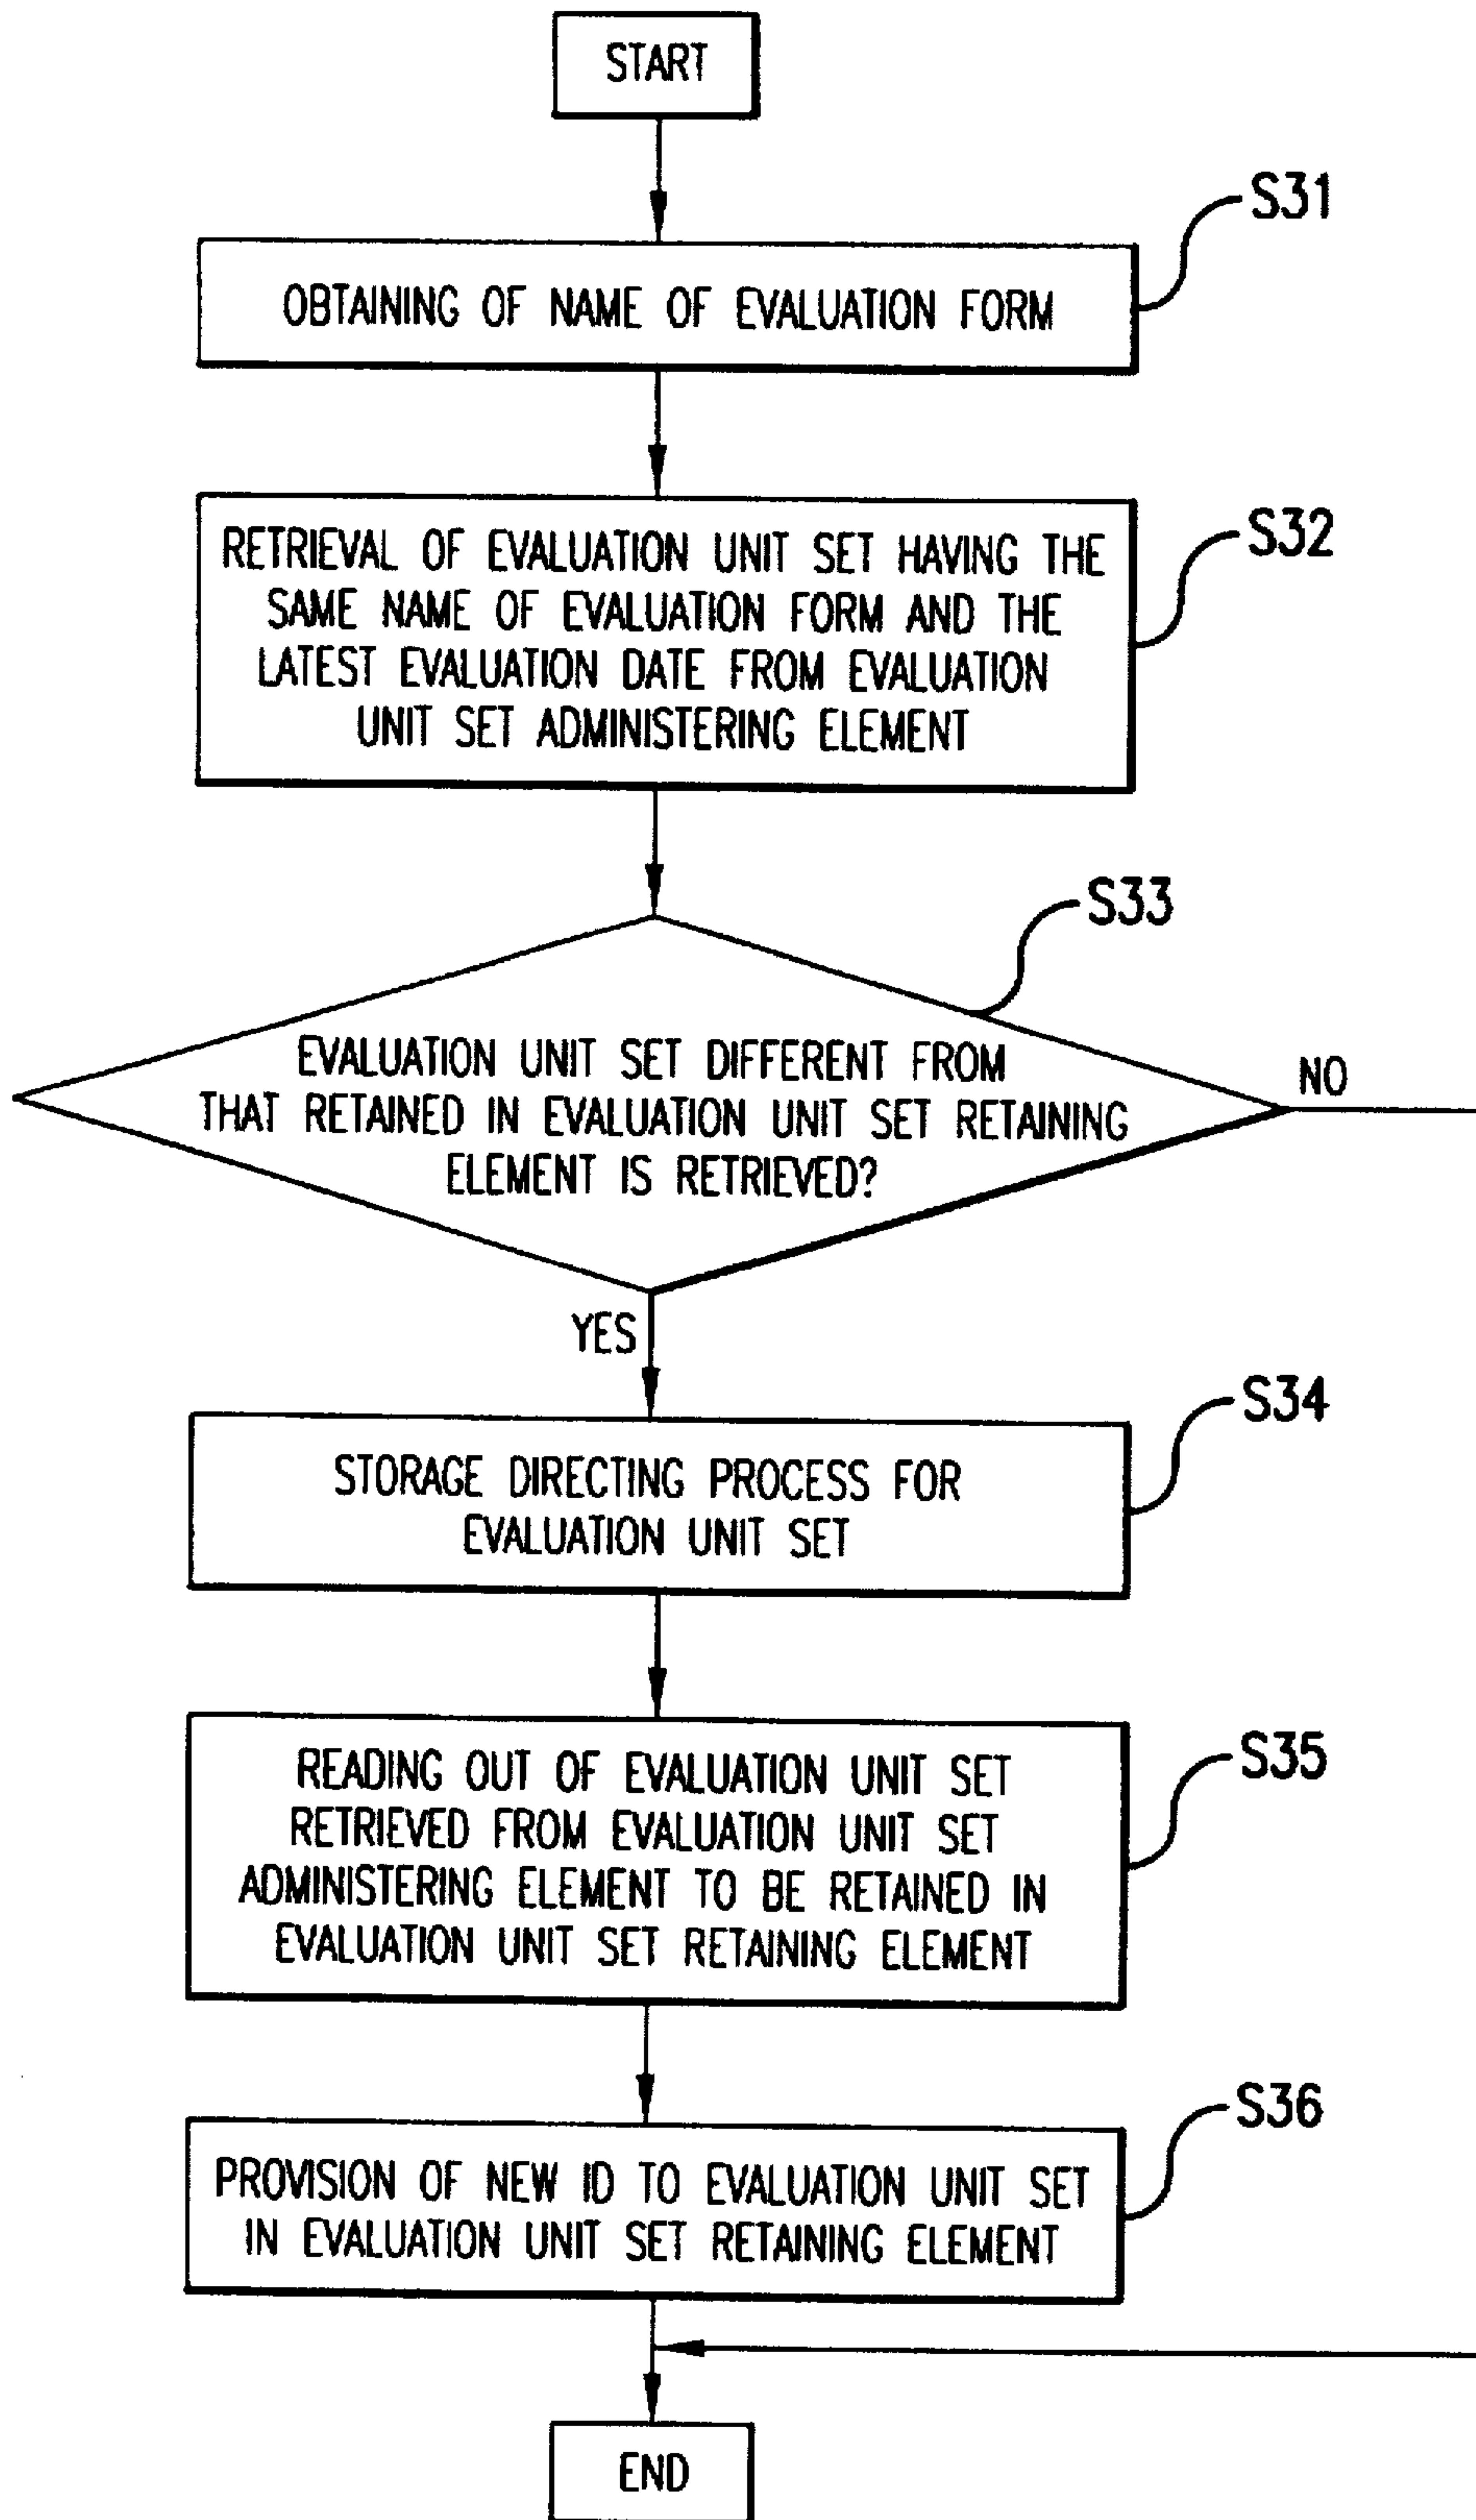 START
S31
OBTAINING OF NAME OF EVALUATION FORM
S32
RETRIEVAL OF EVALUATION UNIT SET HAVING THE
SAME NAME OF EVALUATION FORM AND THE
LATEST EVALUATION DATE FROM EVALUATION
UNIT SET ADMINISTERING ELEMENT
S33
EVALUATION UNIT SET DIFFERENT FROM
THAT RETAINED IN EVALUATION UNIT SET RETAINING
ELEMENT IS RETRIEVED?
NO
YES
S34
STORAGE DIRECTING PROCESS FOR
EVALUATION UNIT SET
S35
READING OUT OF EVALUATION UNIT SET
RETRIEVED FROM EVALUATION UNIT SET
ADMINISTERING ELEMENT TO BE RETAINED IN
EVALUATION UNIT SET RETAINING ELEMENT
S36
PROVISION OF NEW ID TO EVALUATION UNIT SET
IN EVALUATION UNIT SET RETAINING ELEMENT
END